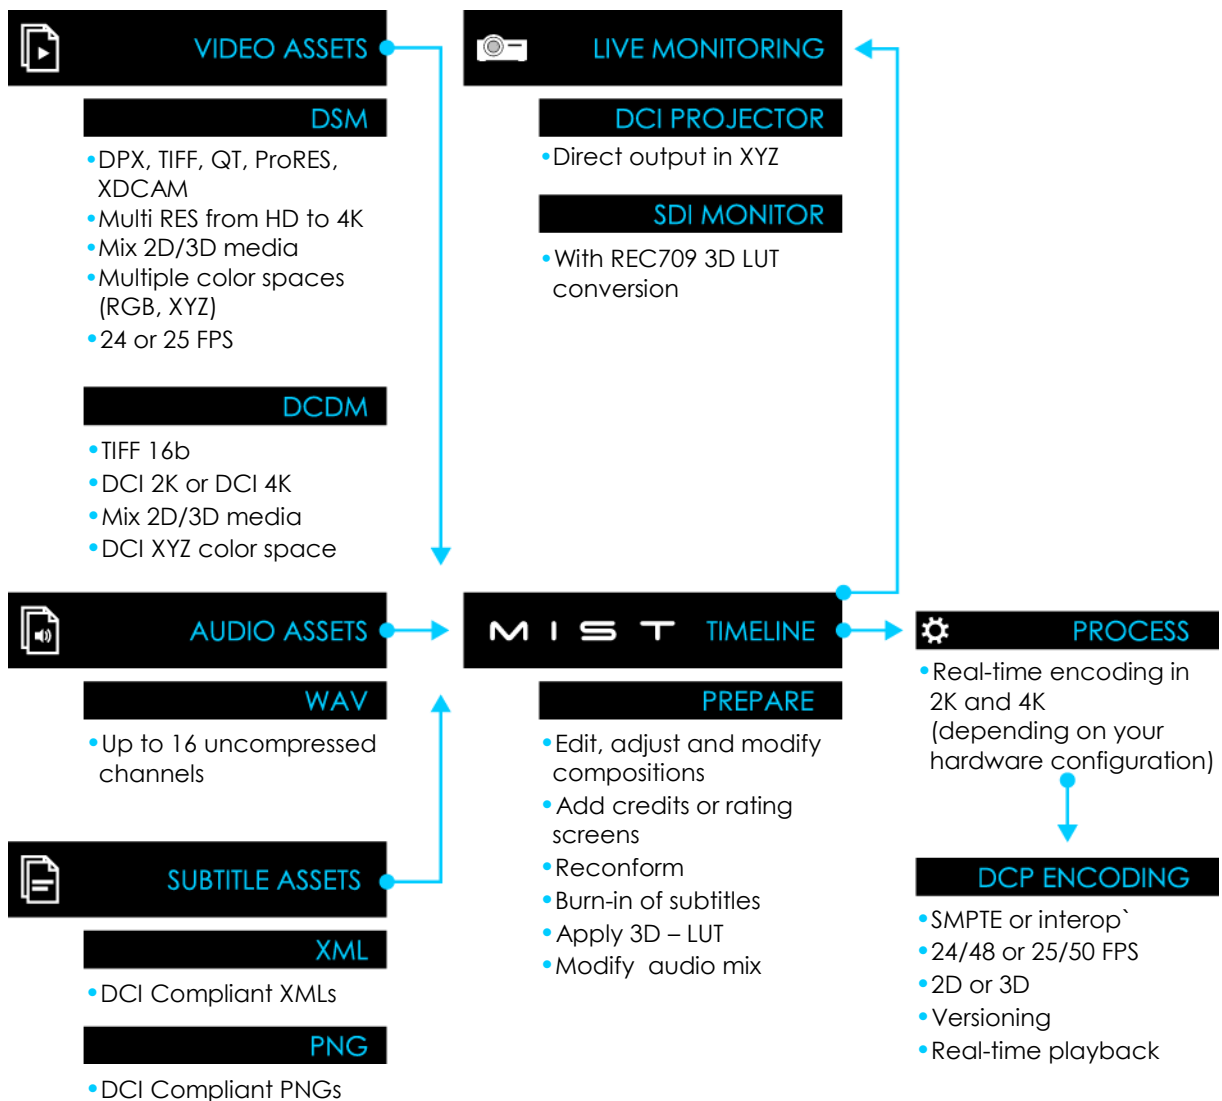 VIDEO ASSETS
DSM
•DPX, TIFF, QT, ProRES,
XDCAM
•Multi RES from HD to 4K
•Mix 2D/3D media
•Multiple color spaces
(RGB, XYZ)
•24 or 25 FPS
DCDM
•TIFF 16b
•DCI 2K or DCI 4K
•Mix 2D/3D media
•DCI XYZ color space
LIVE MONITORING
DCI PROJECTOR
•Direct output in XYZ
SDI MONITOR
•With REC709 3D LUT
conversion
AUDIO ASSETS
WAV
•Up to 16 uncompressed
channels
SUBTITLE ASSETS
XML
•DCI Compliant XMLs
PNG
•DCI Compliant PNGs
MIST TIMELINE
PREPARE
•Edit, adjust and modify
compositions
•Add credits or rating
screens
•Reconform
•Burn-in of subtitles
•Apply 3D – LUT
•Modify audio mix
PROCESS
•Real-time encoding in
2K and 4K
(depending on your
hardware configuration)
DCP ENCODING
•SMPTE or interop`
•24/48 or 25/50 FPS
•2D or 3D
•Versioning
•Real-time playback